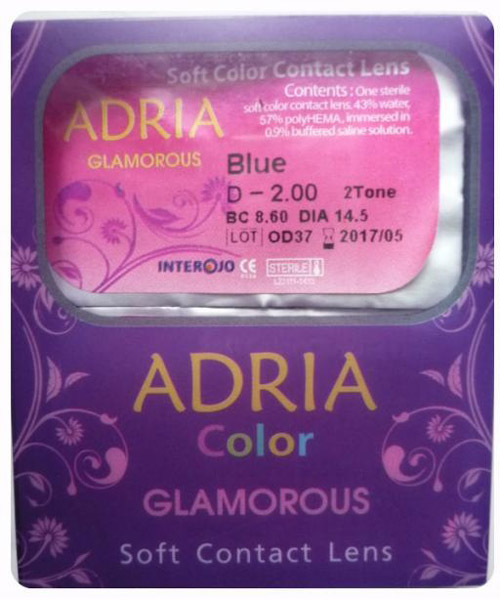 Soft Color Contact Lens
Contents : One sterile
soft color contact lens. 43% water,
57% polyHEMA, immersed in
0.9% buffered saline solution.
ADRIA
GLAMOROUS
Blue
D - 2.00 2Tone
BC 8.60 DIA 14.5
LOT OD37 2017/05
INTEROJO CE STERILE
ADRIA
Color
GLAMOROUS
Soft Contact Lens